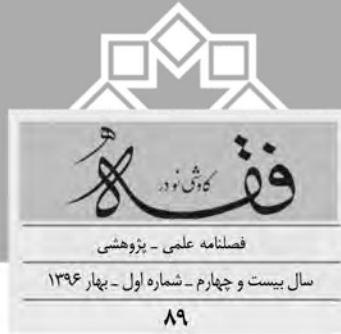 کاوشی نو در
فقه
فصلنامه علمی ـ پژوهشی
سال بیست و چهارم ـ شماره اول ـ بهار ۱۳۹۶
۸۹